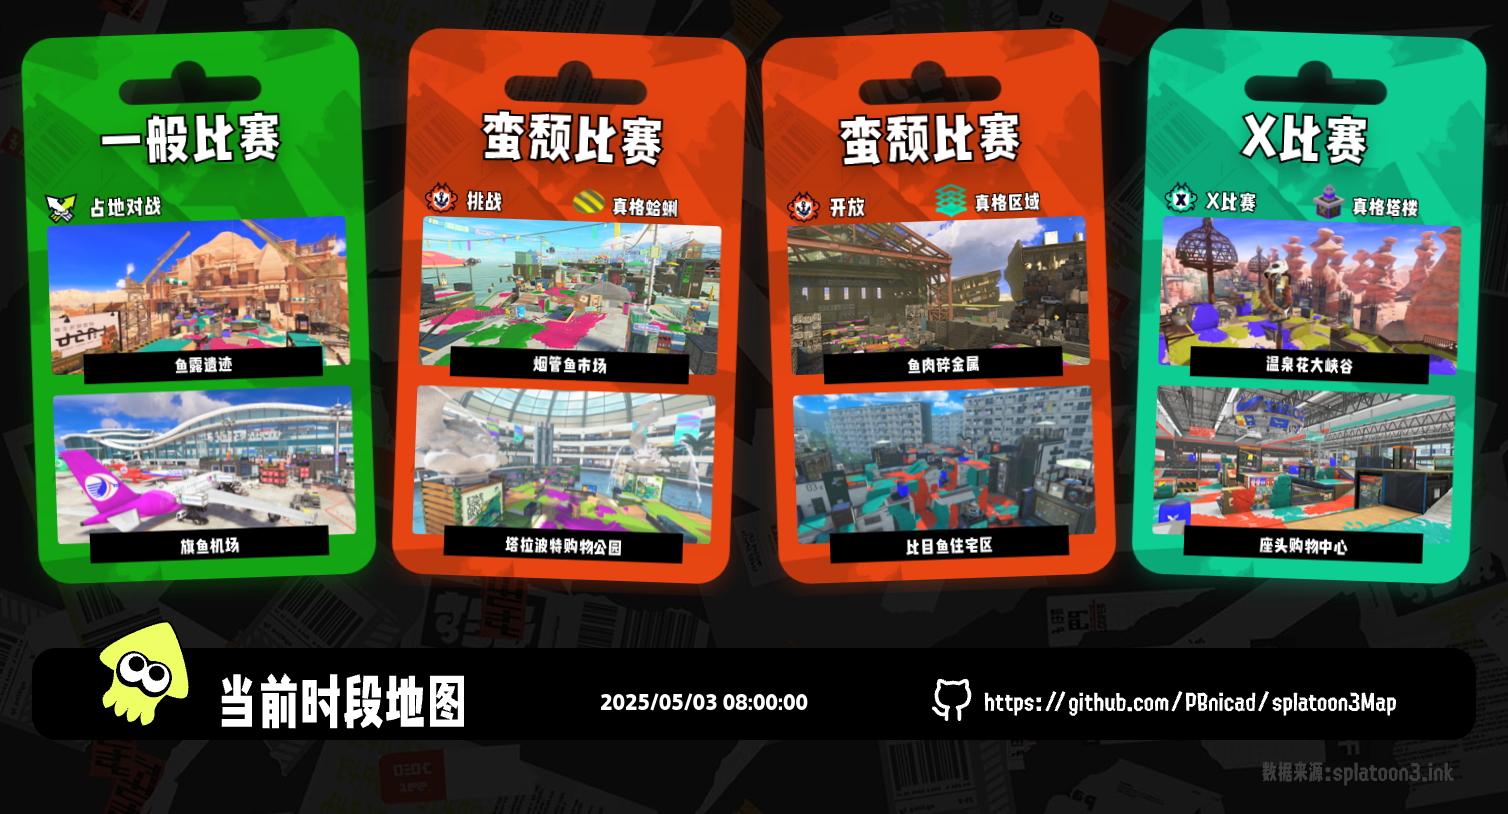 一般比赛
占地对战
鱼露遗迹
旗鱼机场
蛮颓比赛
挑战
真格蛤蜊
烟管鱼市场
塔拉波特购物公园
蛮颓比赛
开放
真格区域
鱼肉碎金属
比目鱼住宅区
X比赛
X比赛
真格塔楼
温泉花大峡谷
座头购物中心
当前时段地图
2025/05/03 08:00:00
https://github.com/PBnicad/splatoon3Map
数据来源:splatoon3.ink